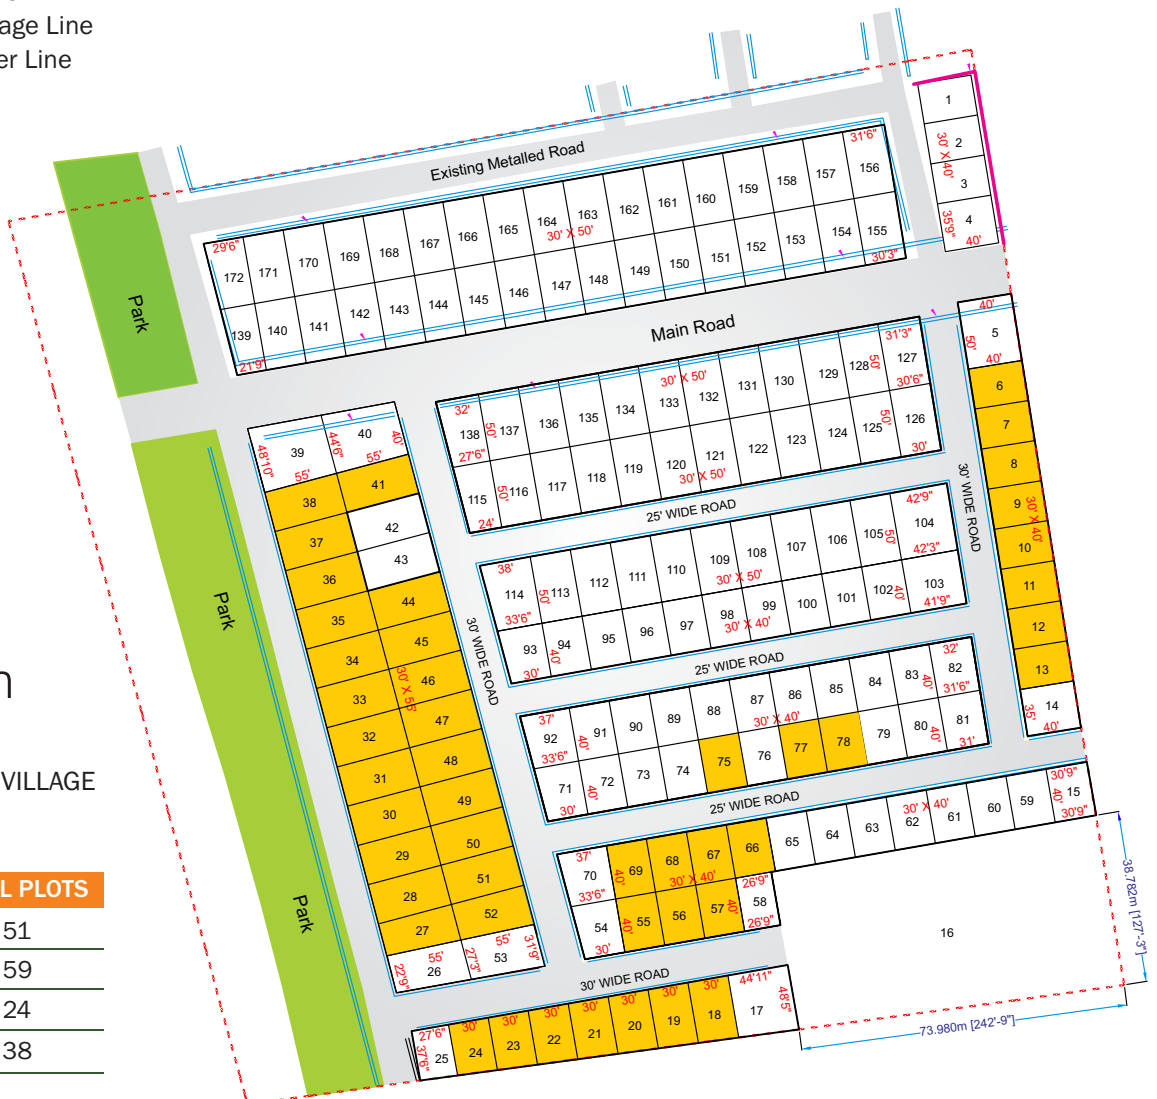 age Line
er Line
n
VILLAGE
L PLOTS
51
59
24
38
Park
Park
Park
Existing Metalled Road
Main Road
29'6"
31'6"
172 171 170 169 168 167 166 165 164 163 162 161 160 159 158 157 156
30' X 50'
139 140 141 142 143 144 145 146 147 148 149 150 151 152 153 154 155
21'9"
30'3"
1
2
30' X 40'
3
4
35'9"
40'
40'
5
50'
40'
6
7
8
9
30' X 40'
10
11
12
13
14
35'
40'
48'10"
39
44'6"
40
40'
55'
55'
38 41
37 42
36 43
35 44
34 45
33 46
30' X 55'
32 47
31 48
30 49
29 50
28 51
27 52
22'9"
55'
26
27'3"
55'
53
31'9"
30' WIDE ROAD
32'
30' X 50'
31'3"
138 50' 137 136 135 134 133 132 131 130 129 128 50' 127
27'6"
30'6"
115 50' 116 117 118 119 120 121 122 123 124 125 50' 126
24'
30' X 50'
30'
25' WIDE ROAD
30' WIDE ROAD
38'
42'9"
114 50' 113 112 111 110 109 108 107 106 105 50' 104
33'6"
30' X 50'
42'3"
93 40' 94 95 96 97 98 99 100 101 102 40' 103
30'
30' X 40'
41'9"
25' WIDE ROAD
37'
32'
92 40' 91 90 89 88 87 86 85 84 83 40' 82
33'6"
30' X 40'
31'6"
71 40' 72 73 74 75 76 77 78 79 80 40' 81
30'
31'
25' WIDE ROAD
37'
70 40' 69 68 67 66 65 64 63 62 61 60 59 40' 15
33'6"
30' X 40'
30' X 40'
30'9"
30'9"
54 40' 55 56 57 40' 58
30'
26'9"
26'9"
30' WIDE ROAD
16
38.782m [127'-3"]
73.980m [242'-9"]
27'6"
30' 30' 30' 30' 30' 30' 30'
44'11"
37'6"
25 24 23 22 21 20 19 18 17
48'5"